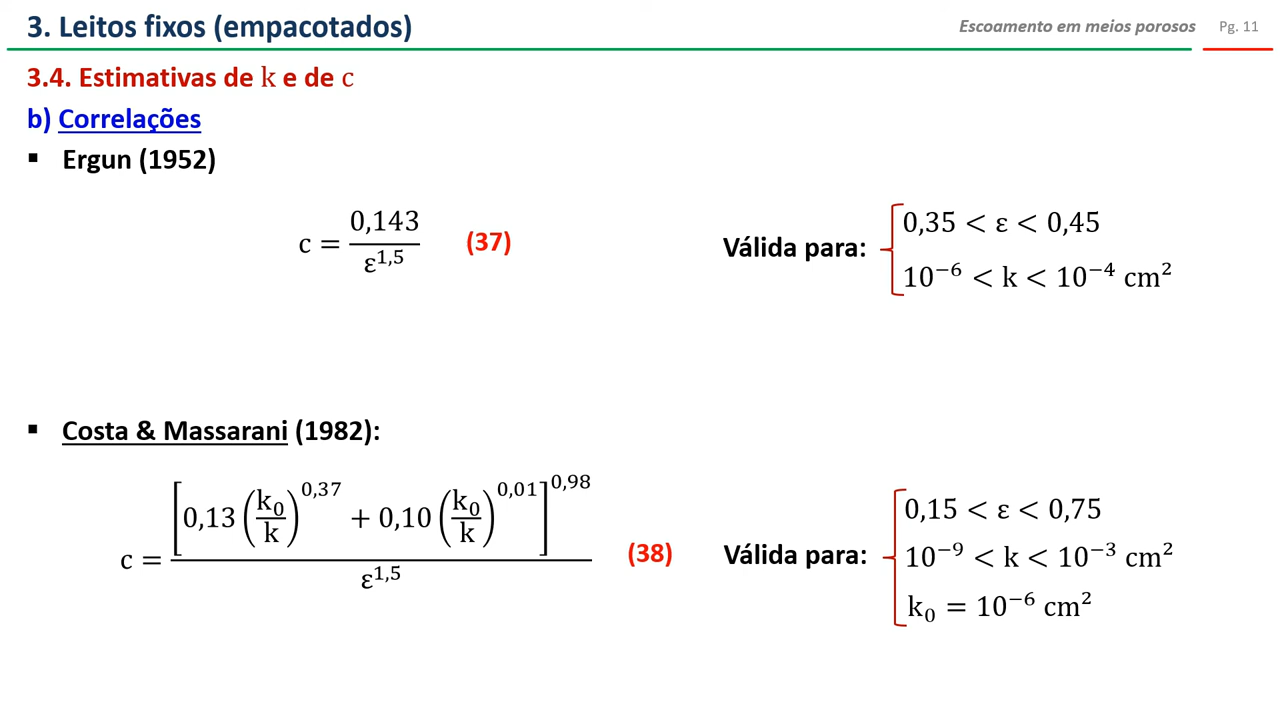 3. Leitos fixos (empacotados)
Escoamento em meios porosos
Pg. 11
3.4. Estimativas de k e de c
b) Correlações
▪ Ergun (1952)
c = 0,143 / ε^1,5 (37)
Válida para:
0,35 < ε < 0,45
10⁻⁶ < k < 10⁻⁴ cm²
▪ Costa & Massarani (1982):
c = [0,13 (k₀/k)^0,37 + 0,10 (k₀/k)^0,01]^0,98 / ε^1,5 (38)
Válida para:
0,15 < ε < 0,75
10⁻⁹ < k < 10⁻³ cm²
k₀ = 10⁻⁶ cm²